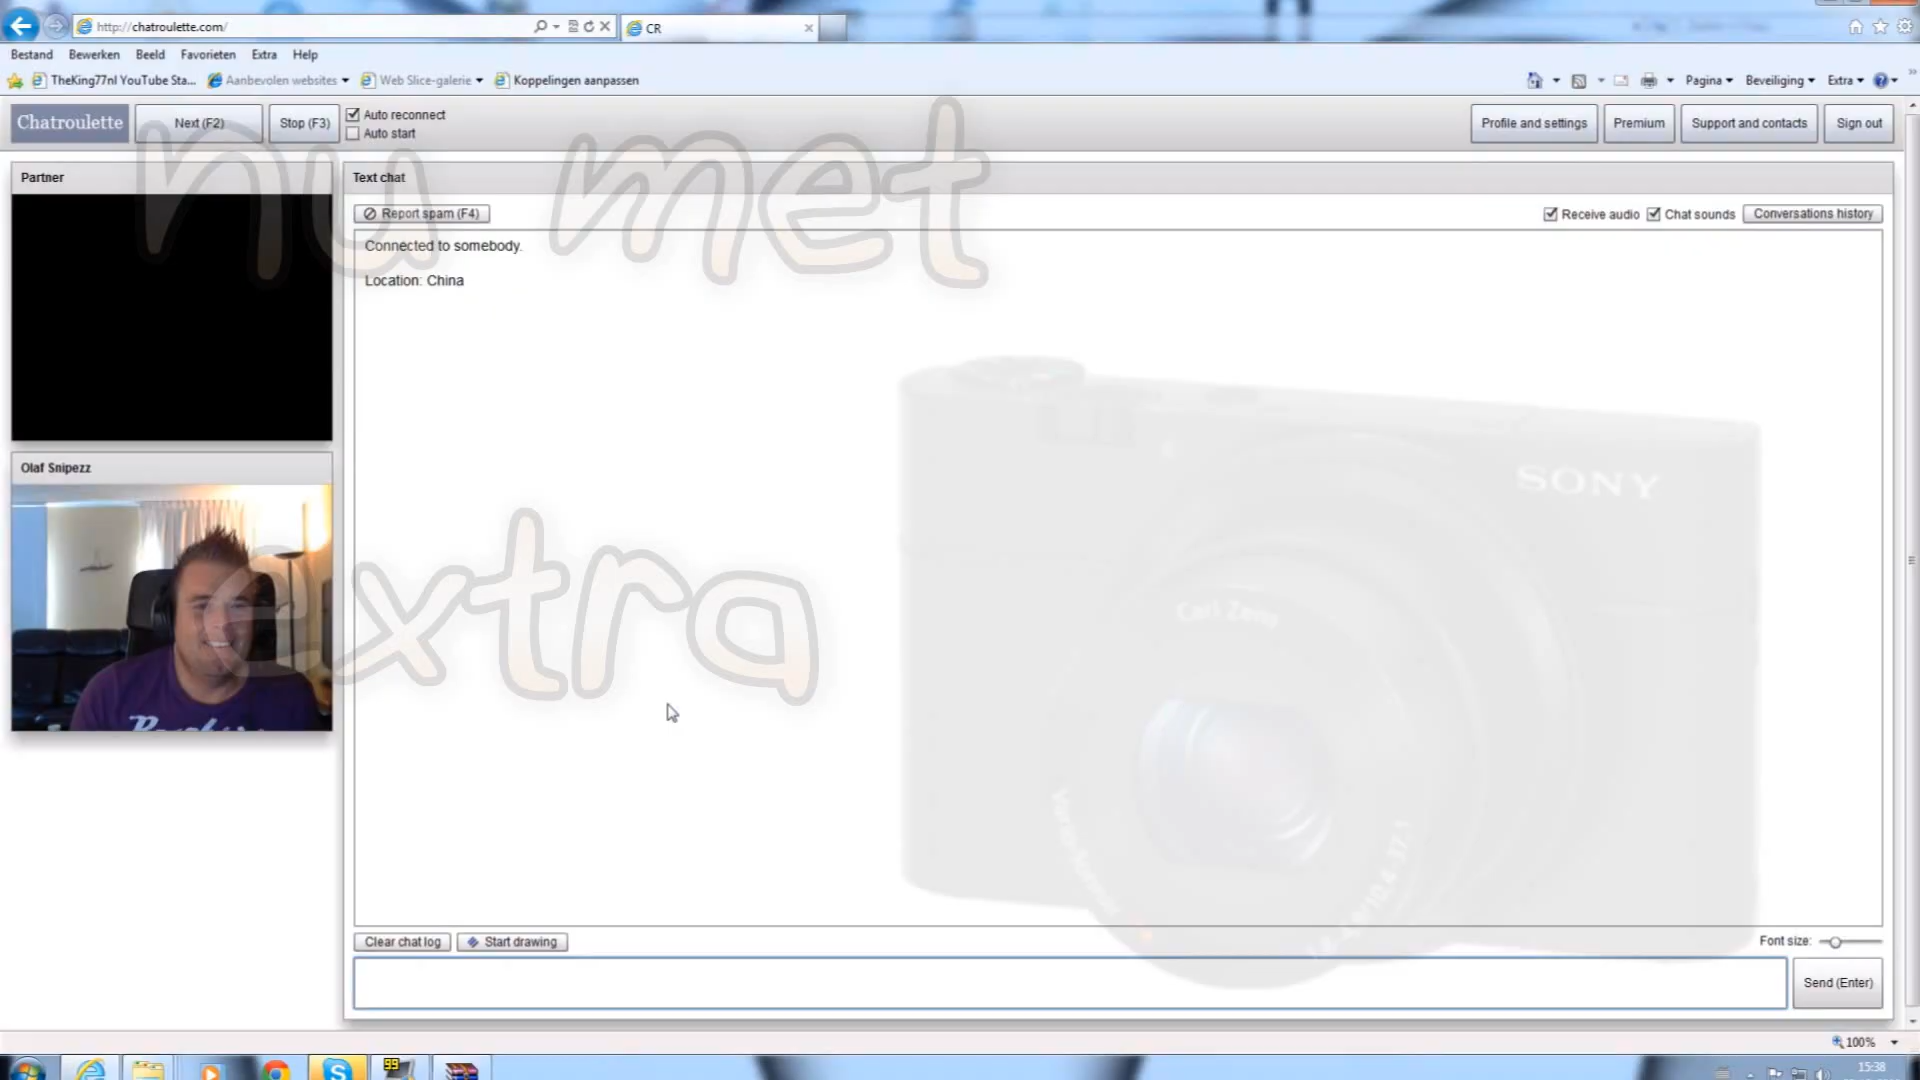 http://chatroulette.com/
CR
Bestand Bewerken Beeld Favorieten Extra Help
TheKing77nl YouTube Sta... Aanbevolen websites Web Slice-galerie Koppelingen aanpassen
Pagina Beveiliging Extra
Chatroulette Next (F2) Stop (F3) Auto reconnect
Auto start
Profile and settings Premium Support and contacts Sign out
nu met
Partner
Text chat
Report spam (F4)
Receive audio Chat sounds Conversations history
Connected to somebody.
Location: China
SONY
Olaf Snipezz
extra
Carl Zeiss
Clear chat log Start drawing
Font size:
Send (Enter)
100%
15:38